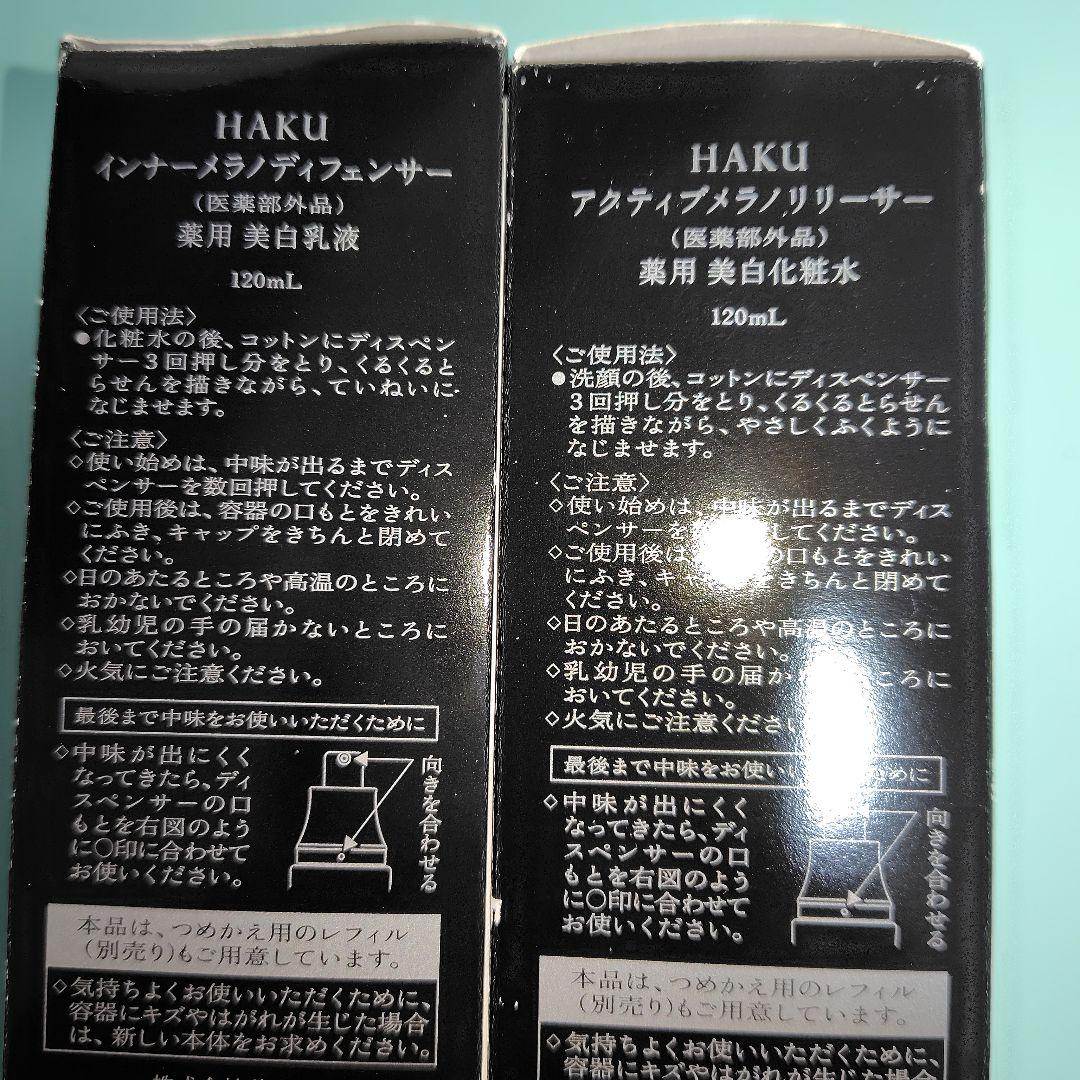 HAKU
インナーメラノディフェンサー
(医薬部外品)
薬用 美白乳液
120mL
〈ご使用法〉
●化粧水の後、コットンにディスペン
サー3回押し分をとり、くるくると
らせんを描きながら、ていねいに
なじませます。
〈ご注意〉
◇使い始めは、中味が出るまでディス
ペンサーを数回押してください。
◇ご使用後は、容器の口もとをきれい
にふき、キャップをきちんと閉めて
ください。
◇日のあたるところや高温のところに
おかないでください。
◇乳幼児の手の届かないところに
おいてください。
◇火気にご注意ください。
最後まで中味をお使いいただくために
◇中味が出にくく
なってきたら、ディ
スペンサーの口
もとを右図のよう
に○印に合わせて
お使いください。
向きを合わせる
本品は、つめかえ用のレフィル
(別売り)もご用意しています。
◇気持ちよくお使いいただくために、
容器にキズやはがれが生じた場合
は、新しい本体をお求めください。
HAKU
アクティブメラノリリーサー
(医薬部外品)
薬用 美白化粧水
120mL
〈ご使用法〉
●洗顔の後、コットンにディスペンサー
3回押し分をとり、くるくるとらせん
を描きながら、やさしくふくように
なじませます。
〈ご注意〉
◇使い始めは、中味が出るまでディス
ペンサーを してください。
◇ご使用後は の口もとをきれい
にふき、キャ をきちんと閉めて
ください。
◇日のあたるところや高温のところに
おかないでください。
◇乳幼児の手の届か ころに
おいてください。
◇火気にご注意くださ
最後まで中味をお使い めに
◇中味が出にくく
なってきたら、ディ
スペンサーの口
もとを右図のよう
に○印に合わせて
お使いください。
向きを合わせる
本品は、つめかえ用のレフィル
(別売り)もご用意しています。
◇気持ちよくお使いいただくために、
容器にキズやはがれが生じた場合